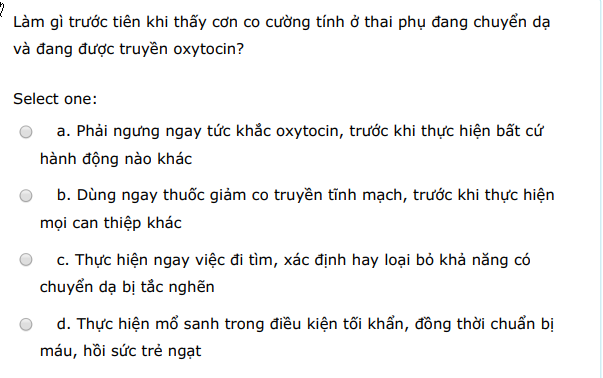 Làm gì trước tiên khi thấy cơn co cường tính ở thai phụ đang chuyển dạ
và đang được truyền oxytocin?
Select one:
a. Phải ngưng ngay tức khắc oxytocin, trước khi thực hiện bất cứ
hành động nào khác
b. Dùng ngay thuốc giảm co truyền tĩnh mạch, trước khi thực hiện
mọi can thiệp khác
c. Thực hiện ngay việc đi tìm, xác định hay loại bỏ khả năng có
chuyển dạ bị tắc nghẽn
d. Thực hiện mổ sanh trong điều kiện tối khẩn, đồng thời chuẩn bị
máu, hồi sức trẻ ngạt